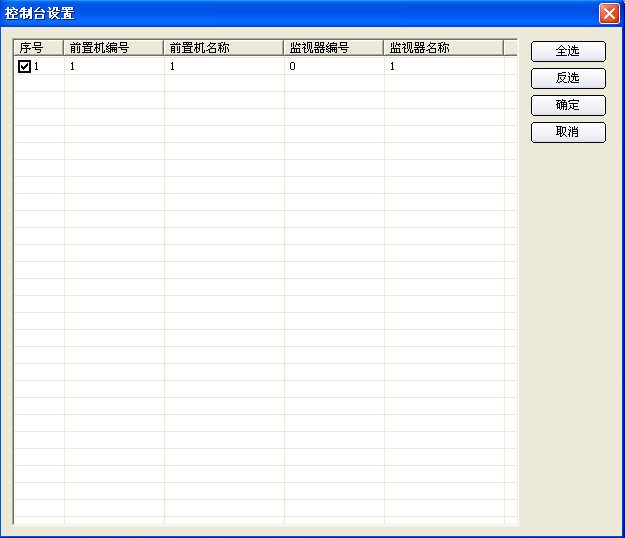 控制台设置
序号 前置机编号 前置机名称 监视器编号 监视器名称
1 1 1 0 1
全选
反选
确定
取消